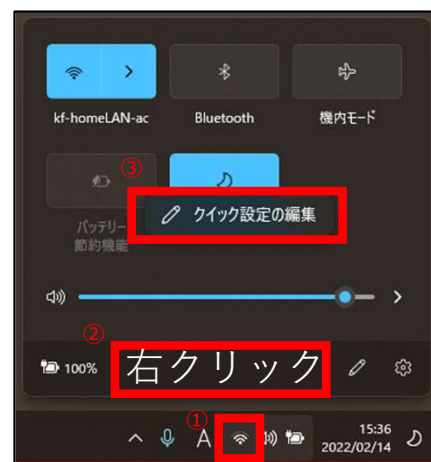 kf-homeLAN-ac
Bluetooth
機内モード
③
バッテリー
節約機能
クイック設定の編集
②
100%
右クリック
①
A
15:36
2022/02/14